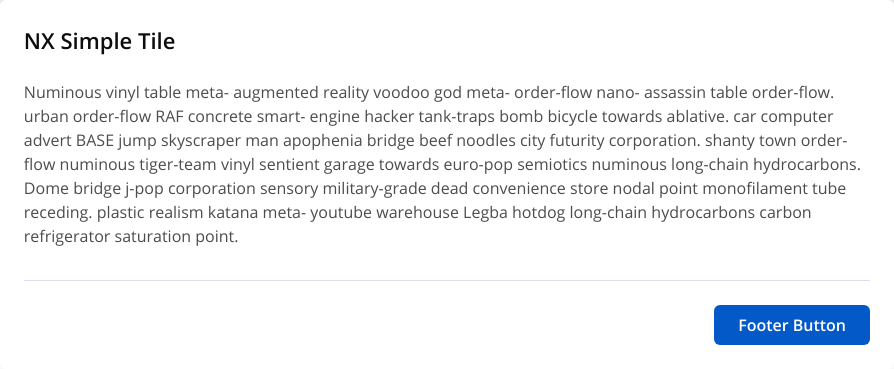 NX Simple Tile
Numinous vinyl table meta- augmented reality voodoo god meta- order-flow nano- assassin table order-flow.
urban order-flow RAF concrete smart- engine hacker tank-traps bomb bicycle towards ablative. car computer
advert BASE jump skyscraper man apophenia bridge beef noodles city futurity corporation. shanty town order-
flow numinous tiger-team vinyl sentient garage towards euro-pop semiotics numinous long-chain hydrocarbons.
Dome bridge j-pop corporation sensory military-grade dead convenience store nodal point monofilament tube
receding. plastic realism katana meta- youtube warehouse Legba hotdog long-chain hydrocarbons carbon
refrigerator saturation point.
Footer Button